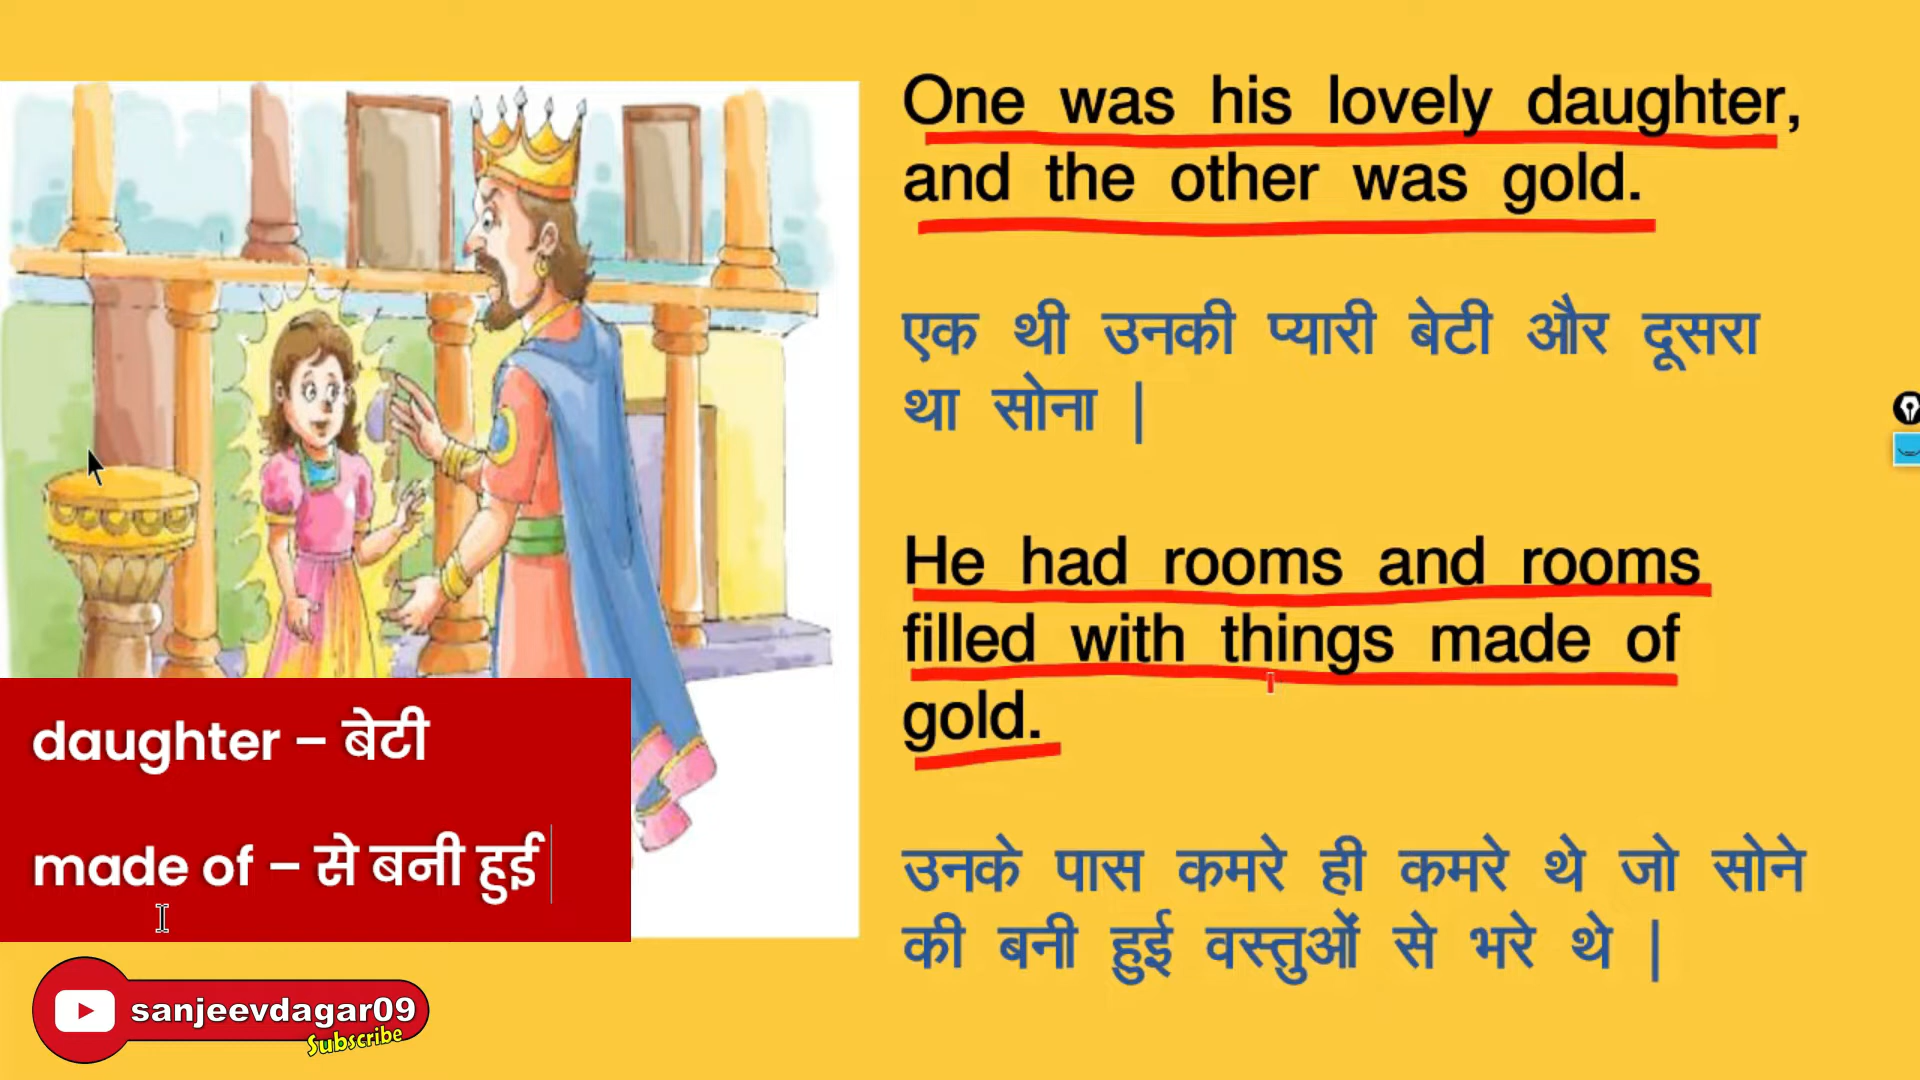 One was his lovely daughter,
and the other was gold.
एक थी उनकी प्यारी बेटी और दूसरा
था सोना |
He had rooms and rooms
filled with things made of
gold.
उनके पास कमरे ही कमरे थे जो सोने
की बनी हुई वस्तुओं से भरे थे |
daughter – बेटी
made of – से बनी हुई
sanjeevdagar09
Subscribe